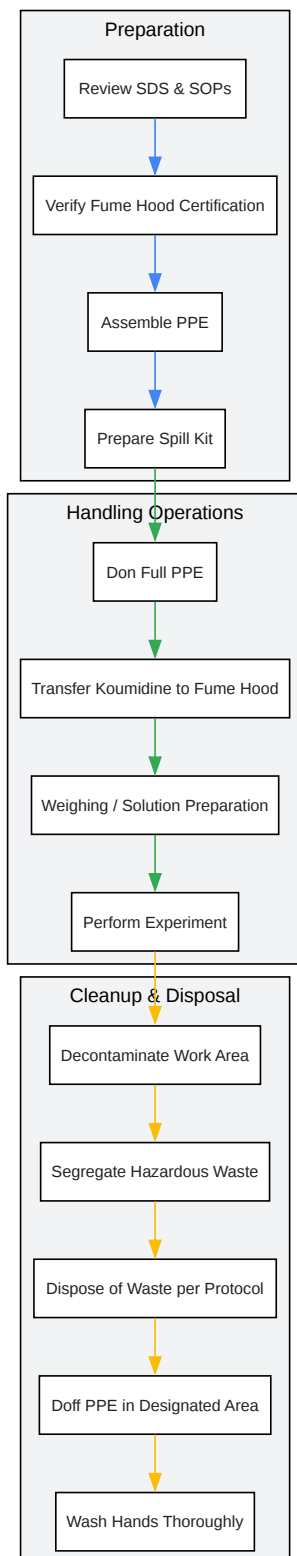 Preparation
Review SDS & SOPs
Verify Fume Hood Certification
Assemble PPE
Prepare Spill Kit
Handling Operations
Don Full PPE
Transfer Koumidine to Fume Hood
Weighing / Solution Preparation
Perform Experiment
Cleanup & Disposal
Decontaminate Work Area
Segregate Hazardous Waste
Dispose of Waste per Protocol
Doff PPE in Designated Area
Wash Hands Thoroughly